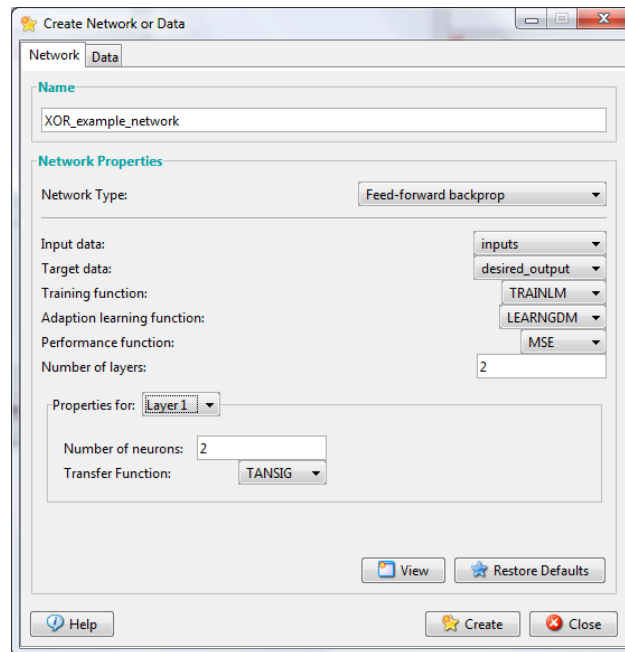 Create Network or Data
Network Data
Name
XOR_example_network
Network Properties
Network Type: Feed-forward backprop
Input data: inputs
Target data: desired_output
Training function: TRAINLM
Adaption learning function: LEARNGDM
Performance function: MSE
Number of layers: 2
Properties for: Layer 1
Number of neurons: 2
Transfer Function: TANSIG
View Restore Defaults
Help Create Close